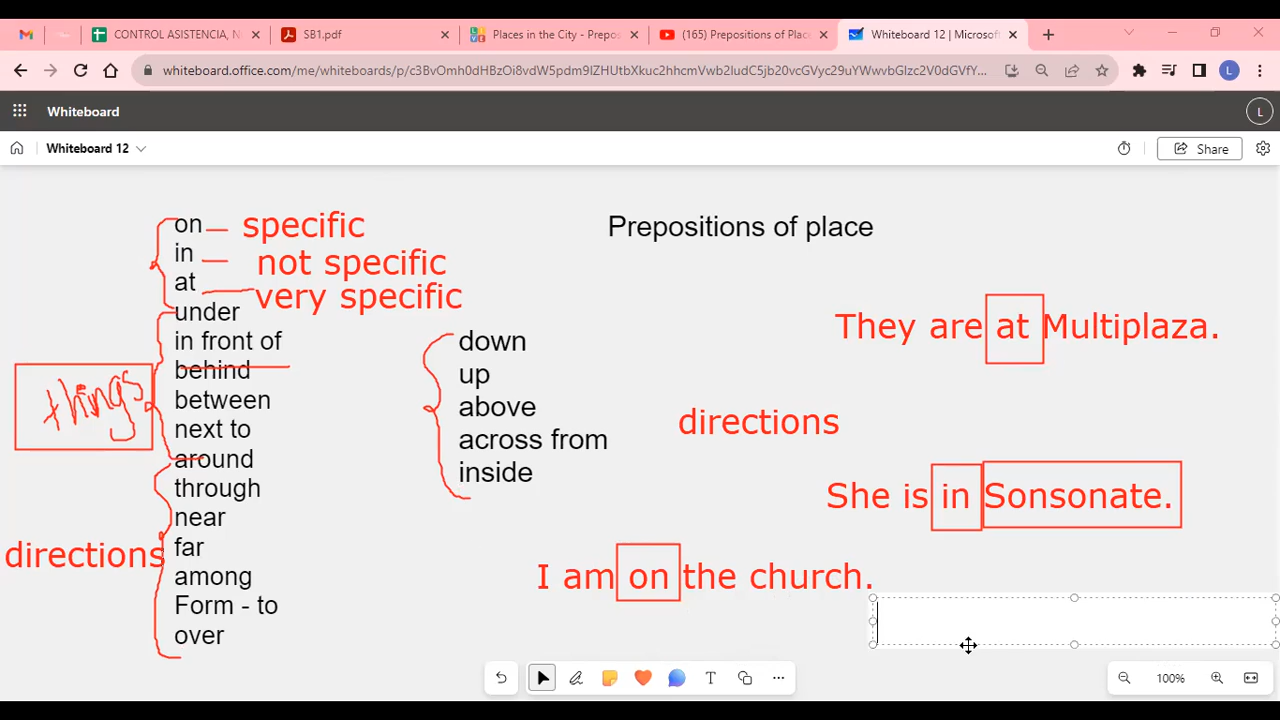 CONTROL ASISTENCIA, N
SB1.pdf
Places in the City - Prepos
(165) Prepositions of Plac
Whiteboard 12 | Microsof
whiteboard.office.com/me/whiteboards/p/c3BvOmh0dHBzOi8vdW5pdm9lZHUtbXkuc2hhcmVwb2ludC5jb20vcGVyc29uYWwvbGlzc2V0dGVfY...
L
Whiteboard
L
Whiteboard 12
Share
Prepositions of place
on
specific
in
not specific
at
very specific
under
in front of
behind
between
next to
around
through
near
far
among
Form - to
over
things
directions
down
up
above
across from
inside
directions
They are at Multiplaza.
She is in Sonsonate.
I am on the church.
T
100%